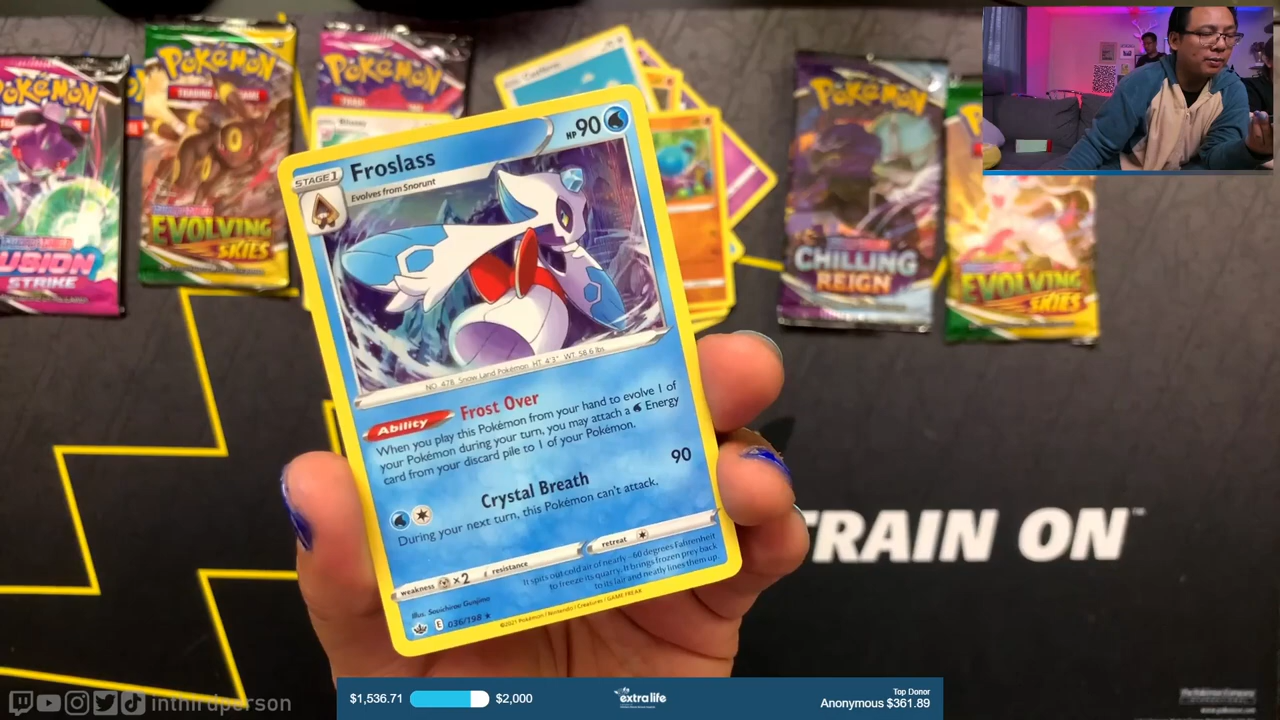 POKÉMON
FUSION
STRIKE
Pokémon
EVOLVING
SKIES
Pokémon
STAGE 1
Froslass
HP 90
Evolves from Snorunt
NO. 478 Snow Land Pokémon HT: 4'3" WT: 58.6 lbs.
Ability Frost Over
When you play this Pokémon from your hand to evolve 1 of
your Pokémon during your turn, you may attach a Energy
card from your discard pile to 1 of your Pokémon.
Crystal Breath 90
During your next turn, this Pokémon can't attack.
weakness ×2 resistance retreat
It spits out cold air of nearly -60 degrees Fahrenheit
to freeze its quarry. It brings frozen prey back
to its lair and neatly lines them up.
Illus. Souichirou Gunjima
E 036/198
©2021 Pokémon / Nintendo / Creatures / GAME FREAK
Pokémon
CHILLING
REIGN
EVOLVING
SKIES
TRAIN ON™
The Pokémon Company
inthirdperson
$1,536.71
$2,000
extralife
Top Donor
Anonymous $361.89